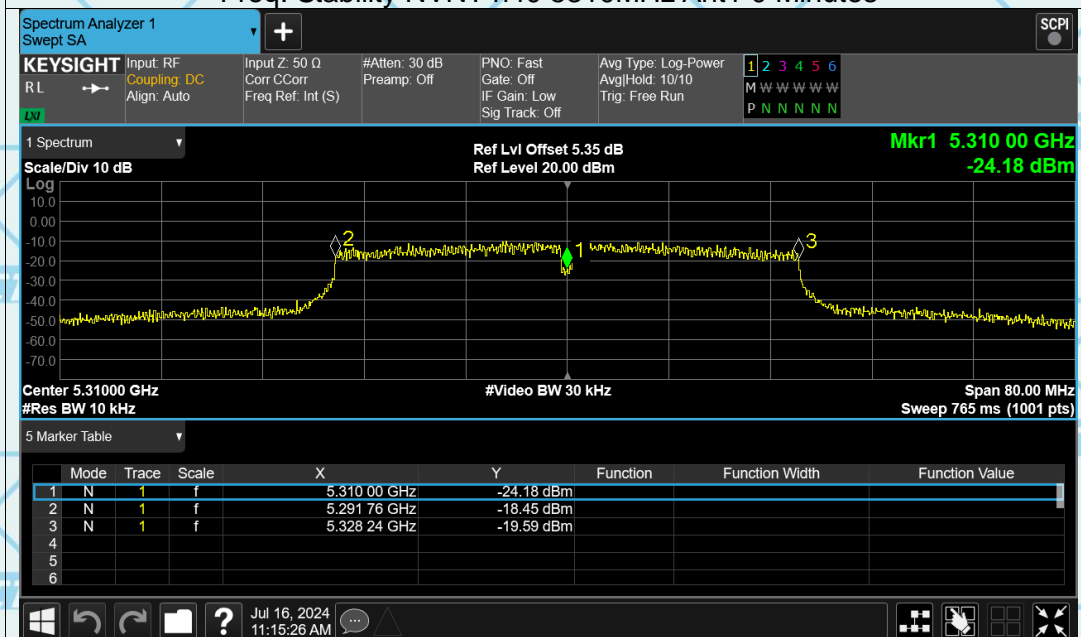 Spectrum Analyzer 1
Swept SA
+
SCPI
KEYSIGHT
RL
LXI
Input: RF
Coupling: DC
Align: Auto
Input Z: 50 Ω
Corr CCorr
Freq Ref: Int (S)
#Atten: 30 dB
Preamp: Off
PNO: Fast
Gate: Off
IF Gain: Low
Sig Track: Off
Avg Type: Log-Power
Avg|Hold: 10/10
Trig: Free Run
1 2 3 4 5 6
M W W W W W
P N N N N N
1 Spectrum
Scale/Div 10 dB
Ref Lvl Offset 5.35 dB
Ref Level 20.00 dBm
Mkr1 5.310 00 GHz
-24.18 dBm
Log
10.0
0.00
-10.0
-20.0
-30.0
-40.0
-50.0
-60.0
-70.0
2
1
3
Center 5.31000 GHz
#Video BW 30 kHz
Span 80.00 MHz
#Res BW 10 kHz
Sweep 765 ms (1001 pts)
5 Marker Table
Mode Trace Scale X Y Function Function Width Function Value
1 N 1 f 5.310 00 GHz -24.18 dBm
2 N 1 f 5.291 76 GHz -18.45 dBm
3 N 1 f 5.328 24 GHz -19.59 dBm
4
5
6
?
Jul 16, 2024
11:15:26 AM